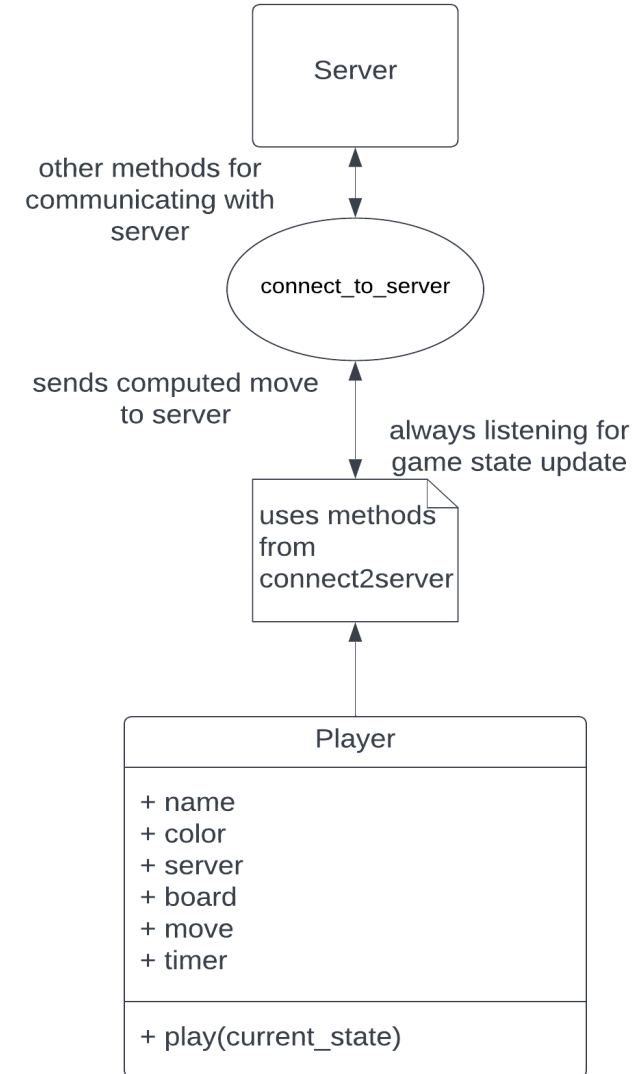 Server
other methods for
communicating with
server
connect_to_server
sends computed move
to server
always listening for
game state update
uses methods
from
connect2server
Player
+ name
+ color
+ server
+ board
+ move
+ timer
+ play(current_state)